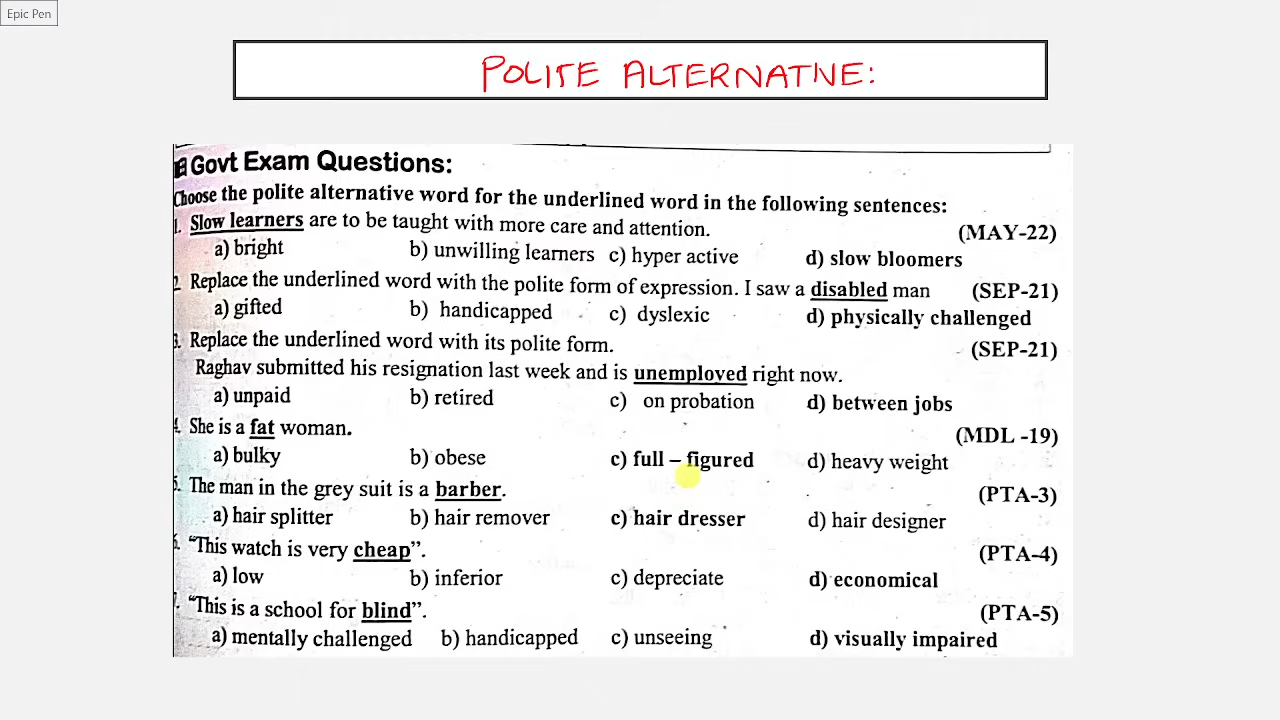 Epic Pen
POLITE ALTERNATIVE:
Govt Exam Questions:
Choose the polite alternative word for the underlined word in the following sentences:
1. Slow learners are to be taught with more care and attention. (MAY-22)
a) bright b) unwilling learners c) hyper active d) slow bloomers
2. Replace the underlined word with the polite form of expression. I saw a disabled man (SEP-21)
a) gifted b) handicapped c) dyslexic d) physically challenged
3. Replace the underlined word with its polite form. (SEP-21)
Raghav submitted his resignation last week and is unemployed right now.
a) unpaid b) retired c) on probation d) between jobs
4. She is a fat woman. (MDL -19)
a) bulky b) obese c) full – figured d) heavy weight
5. The man in the grey suit is a barber. (PTA-3)
a) hair splitter b) hair remover c) hair dresser d) hair designer
6. “This watch is very cheap”. (PTA-4)
a) low b) inferior c) depreciate d) economical
7. “This is a school for blind”. (PTA-5)
a) mentally challenged b) handicapped c) unseeing d) visually impaired